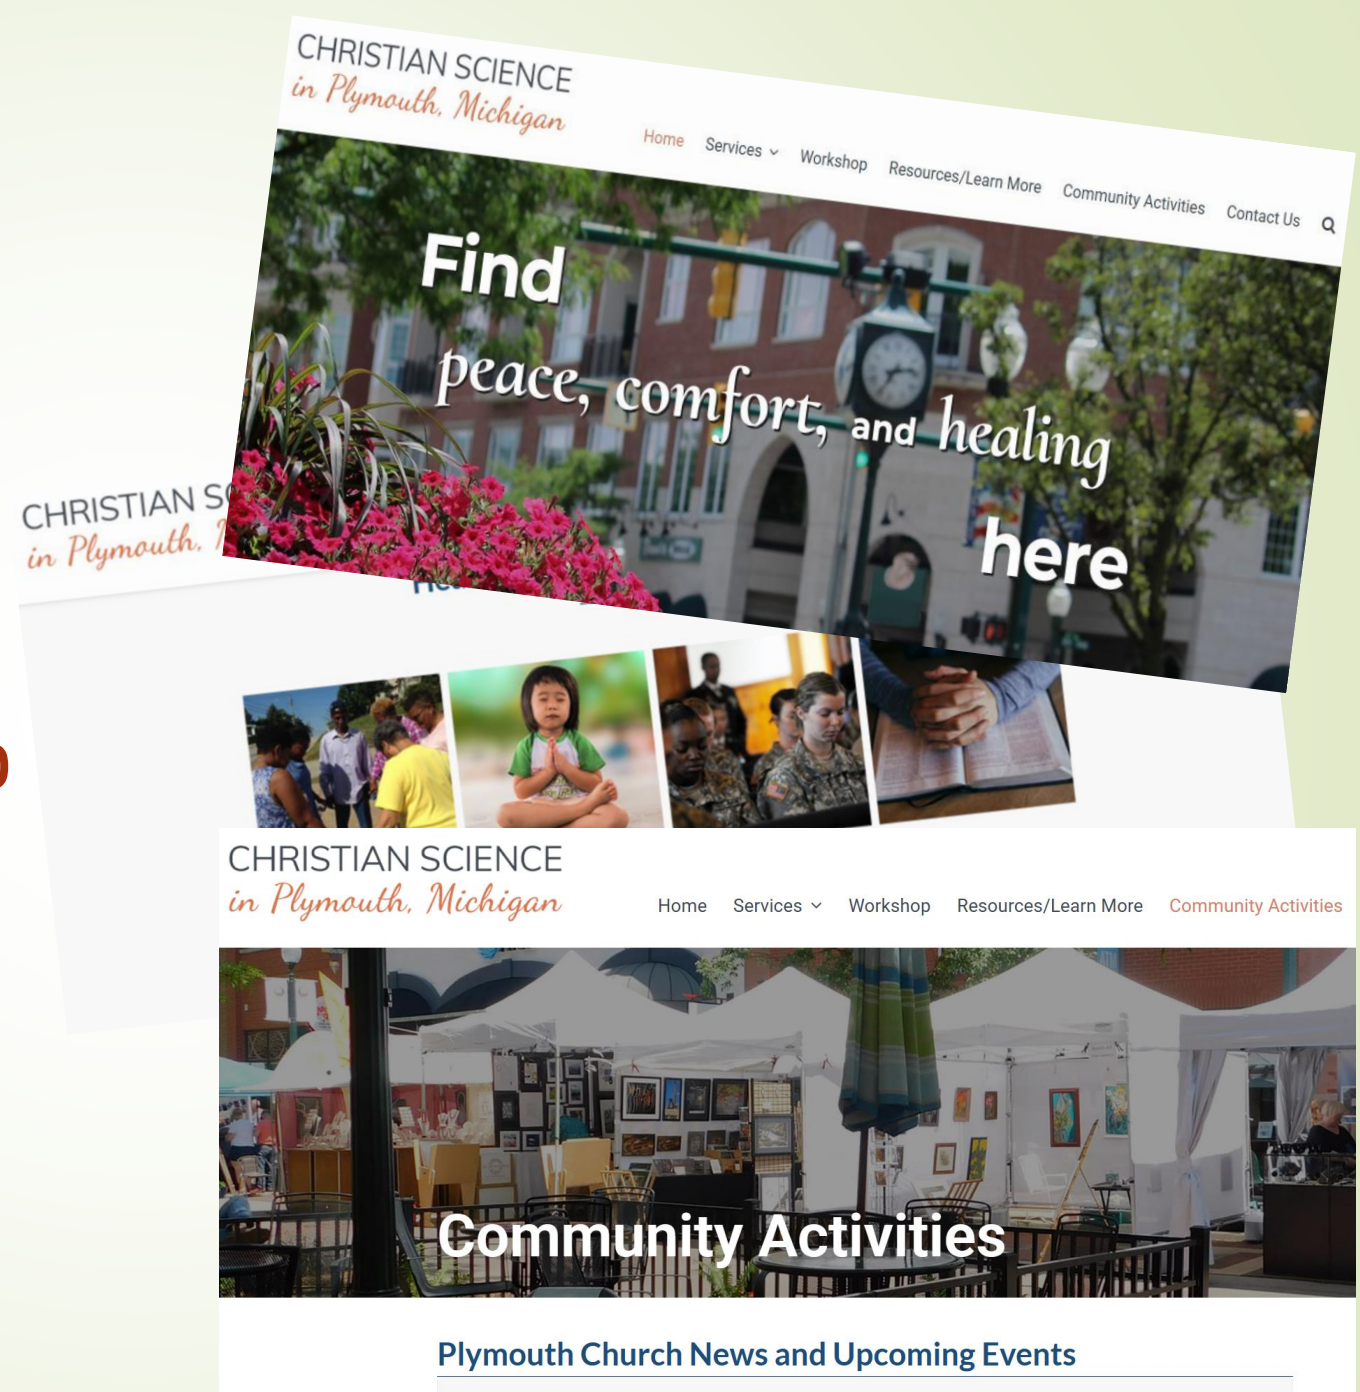 CHRISTIAN SCIENCE
in Plymouth, Michigan
Home Services Workshop Resources/Learn More Community Activities Contact Us
Find
peace, comfort, and healing
here
CHRISTIAN
in Plymouth,
CHRISTIAN SCIENCE
in Plymouth, Michigan
Home Services Workshop Resources/Learn More Community Activities
Community Activities
Plymouth Church News and Upcoming Events